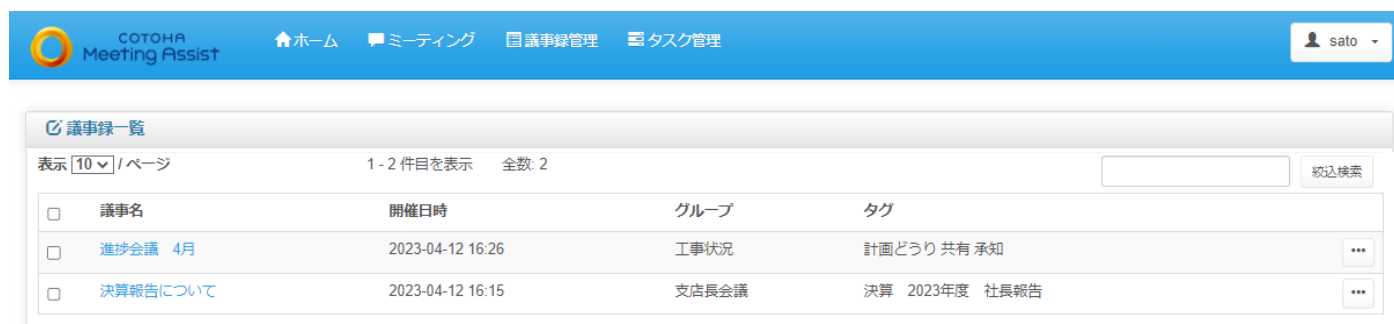 COTOHA
Meeting Assist
ホーム ミーティング 議事録管理 タスク管理 sato
議事録一覧
表示 10 / ページ 1 - 2 件目を表示 全数: 2 絞込検索
議事名 開催日時 グループ タグ
進捗会議 4月 2023-04-12 16:26 工事状況 計画どうり 共有 承知 •••
決算報告について 2023-04-12 16:15 支店長会議 決算 2023年度 社長報告 •••